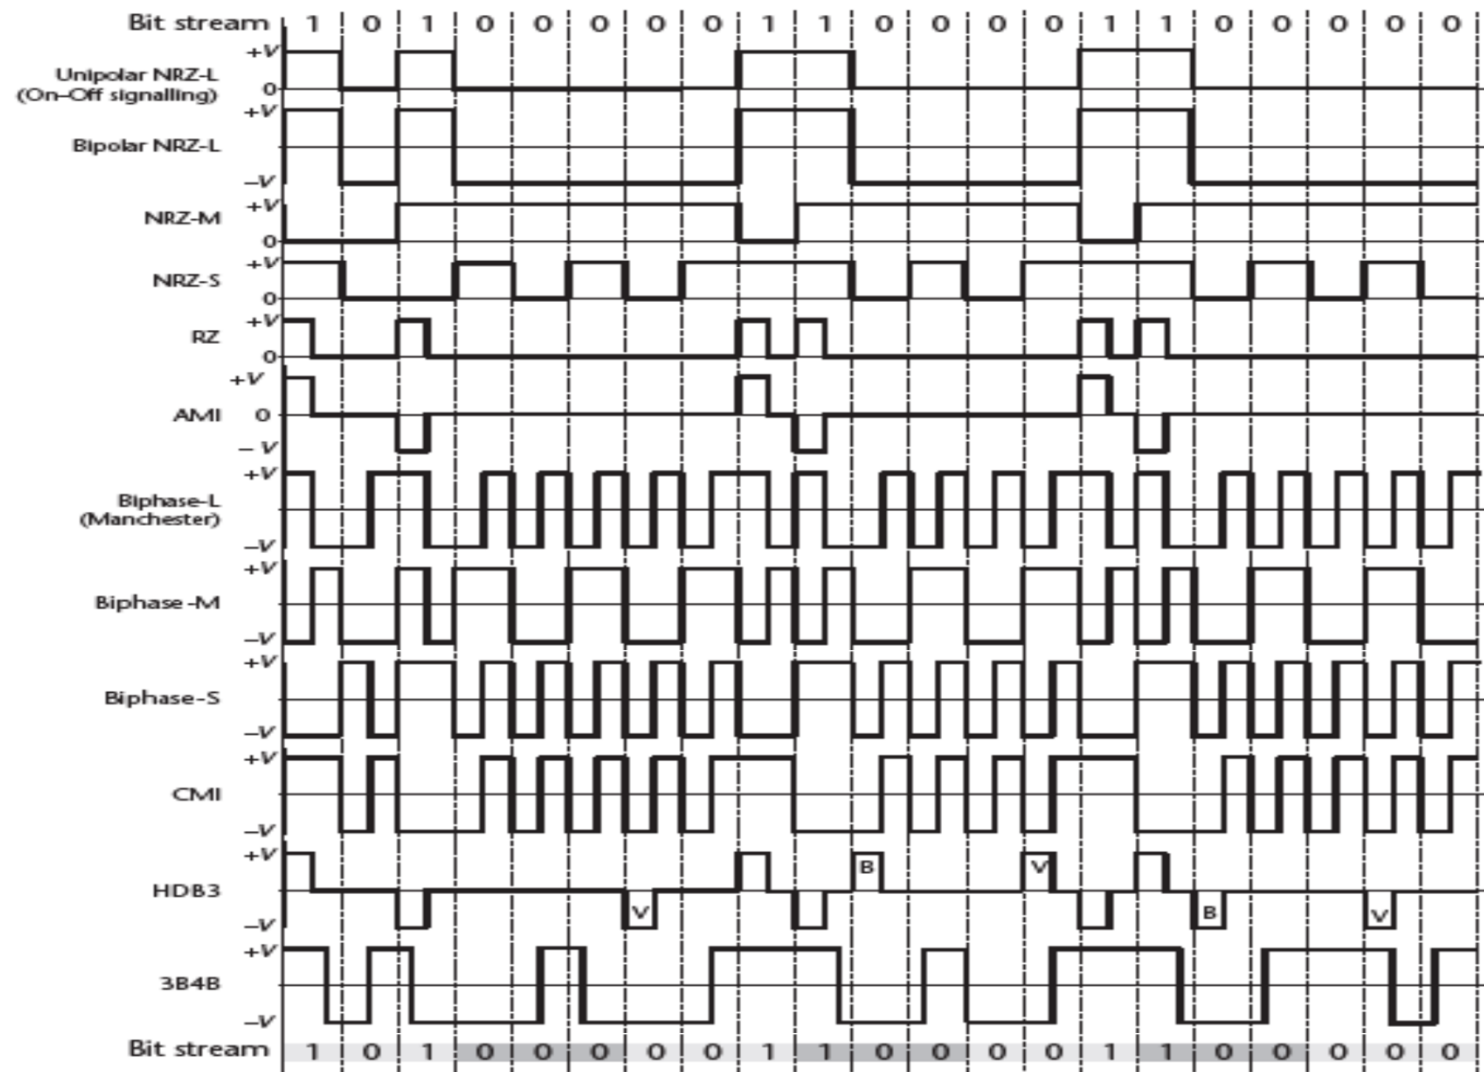 Bit stream 1 0 1 0 0 0 0 0 1 1 0 0 0 0 1 1 0 0 0 0 0
+V
Unipolar NRZ-L
(On–Off signalling)
0
+V
Bipolar NRZ-L
–V
+V
NRZ-M
0
+V
NRZ-S
0
+V
RZ
0
+V
AMI 0
– V
+V
Biphase-L
(Manchester)
–V
+V
Biphase-M
–V
+V
Biphase-S
–V
+V
CMI
–V
+V
B V
HDB3
V B V
–V
+V
3B4B
–V
Bit stream 1 0 1 0 0 0 0 0 1 1 0 0 0 0 1 1 0 0 0 0 0